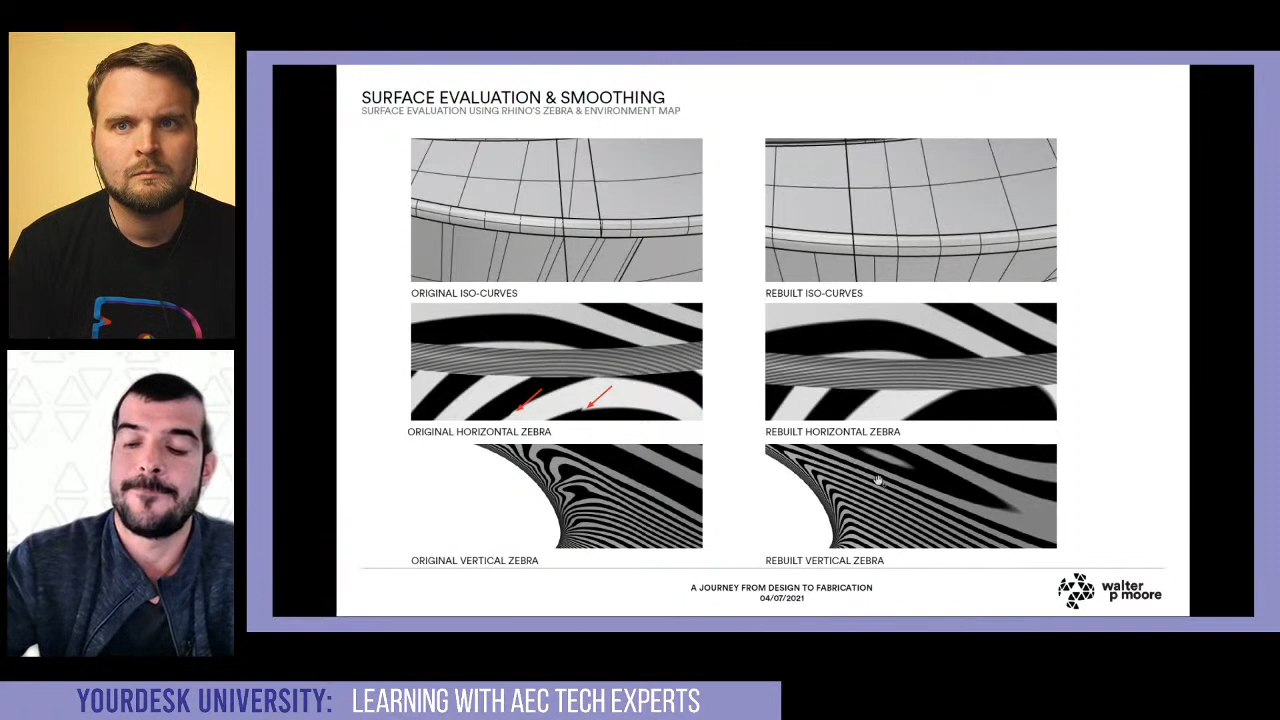 SURFACE EVALUATION & SMOOTHING
SURFACE EVALUATION USING RHINO'S ZEBRA & ENVIRONMENT MAP
ORIGINAL ISO-CURVES
REBUILT ISO-CURVES
ORIGINAL HORIZONTAL ZEBRA
REBUILT HORIZONTAL ZEBRA
ORIGINAL VERTICAL ZEBRA
REBUILT VERTICAL ZEBRA
A JOURNEY FROM DESIGN TO FABRICATION
04/07/2021
walter
p moore
YOURDESK UNIVERSITY: LEARNING WITH AEC TECH EXPERTS